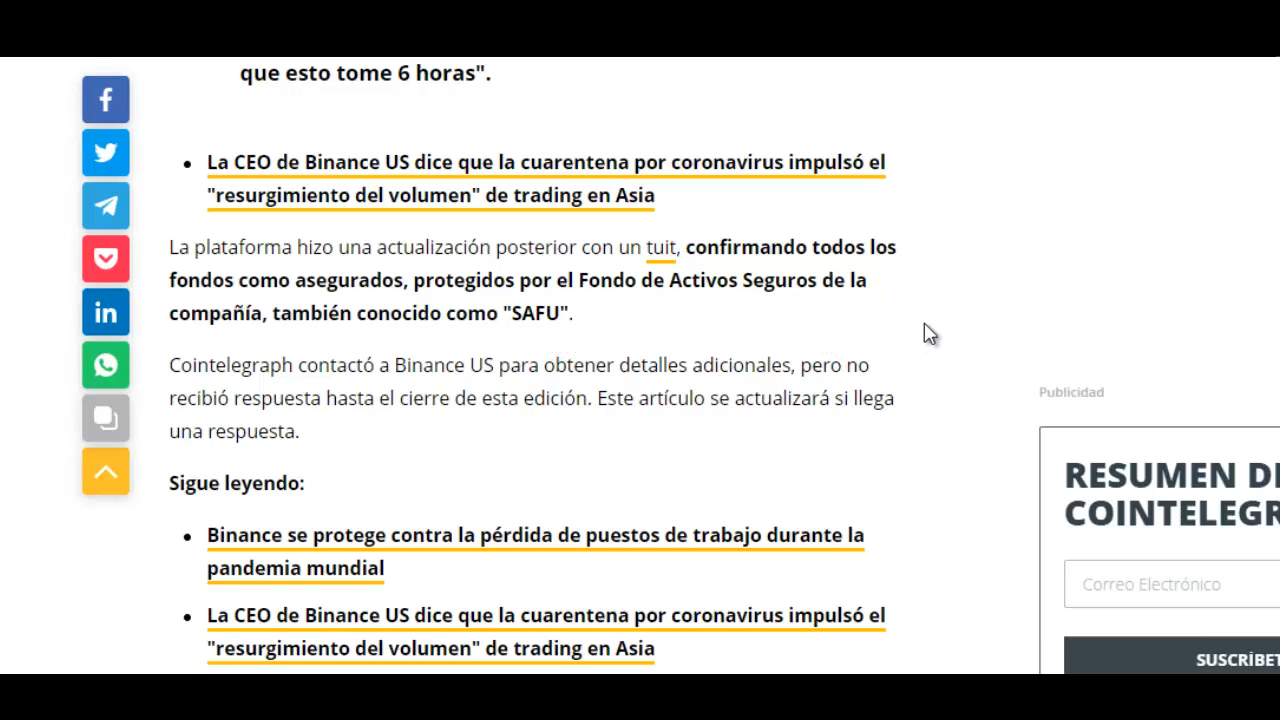 que esto tome 6 horas".
La CEO de Binance US dice que la cuarentena por coronavirus impulsó el
"resurgimiento del volumen" de trading en Asia
La plataforma hizo una actualización posterior con un tuit, confirmando todos los
fondos como asegurados, protegidos por el Fondo de Activos Seguros de la
compañía, también conocido como "SAFU".
Cointelegraph contactó a Binance US para obtener detalles adicionales, pero no
recibió respuesta hasta el cierre de esta edición. Este artículo se actualizará si llega
una respuesta.
Sigue leyendo:
Binance se protege contra la pérdida de puestos de trabajo durante la
pandemia mundial
La CEO de Binance US dice que la cuarentena por coronavirus impulsó el
"resurgimiento del volumen" de trading en Asia
Publicidad
RESUMEN DE
COINTELEGR
Correo Electrónico
SUSCRÍBET